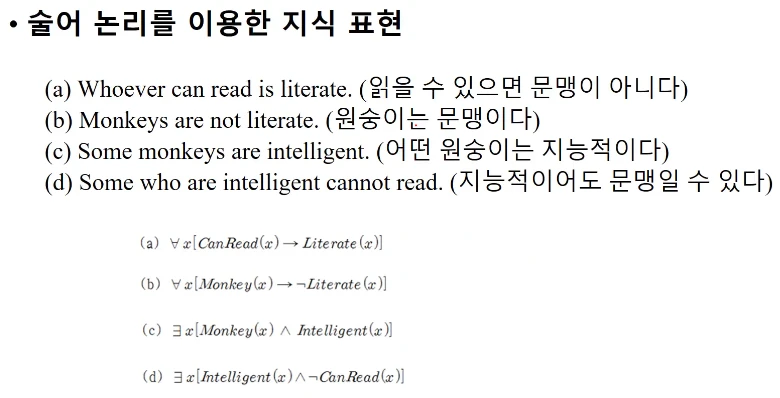 • 술어 논리를 이용한 지식 표현
(a) Whoever can read is literate. (읽을 수 있으면 문맹이 아니다)
(b) Monkeys are not literate. (원숭이는 문맹이다)
(c) Some monkeys are intelligent. (어떤 원숭이는 지능적이다)
(d) Some who are intelligent cannot read. (지능적이어도 문맹일 수 있다)
(a) ∀x[CanRead(x)→Literate(x)]
(b) ∀x[Monkey(x)→¬Literate(x)]
(c) ∃x[Monkey(x) ∧ Intelligent(x)]
(d) ∃x[Intelligent(x)∧¬CanRead(x)]